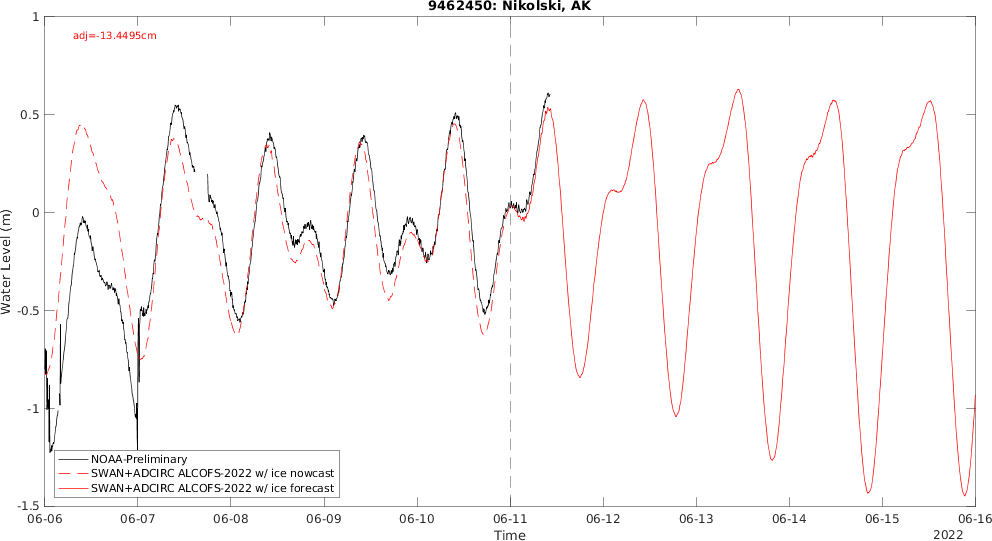 9462450: Nikolski, AK
adj=-13.4495cm
1
0.5
0
-0.5
-1
-1.5
Water Level (m)
NOAA-Preliminary
SWAN+ADCIRC ALCOFS-2022 w/ ice nowcast
SWAN+ADCIRC ALCOFS-2022 w/ ice forecast
06-06 06-07 06-08 06-09 06-10 06-11 06-12 06-13 06-14 06-15 06-16
Time
2022